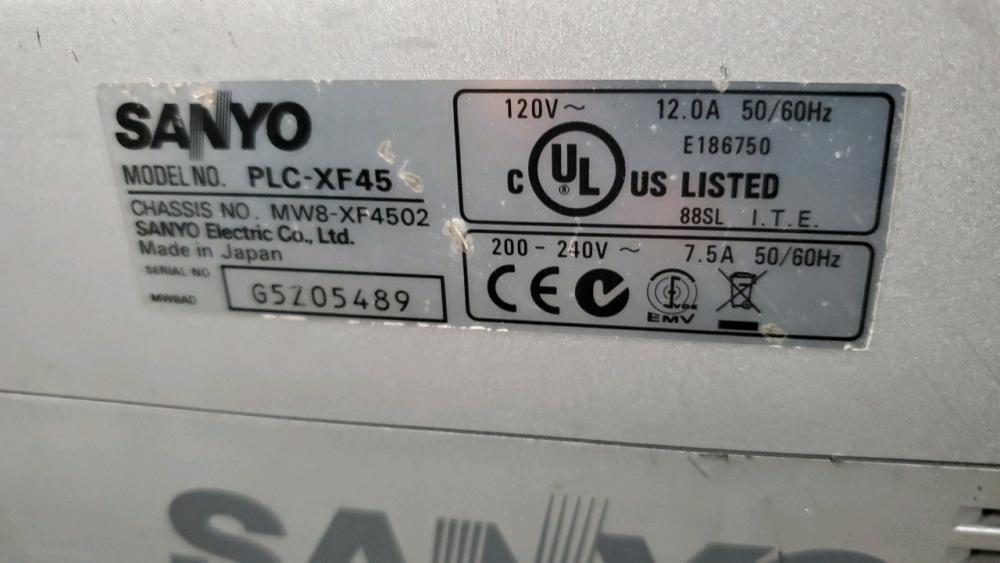 SANYO
MODEL NO. PLC-XF45
CHASSIS NO. MW8-XF4502
SANYO Electric Co., Ltd.
Made in Japan
SERIAL NO
G5Z05489
MW8AD
120V~ 12.0A 50/60Hz
E186750
C UL ® US LISTED
88SL I.T.E.
200 - 240V ~ 7.5A 50/60Hz
CE
VDE
EMV
SANYO